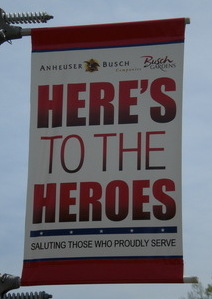 ANHEUSER BUSCH
Companies
Busch
GARDENS
HERE'S
TO THE
HEROES
SALUTING THOSE WHO PROUDLY SERVE